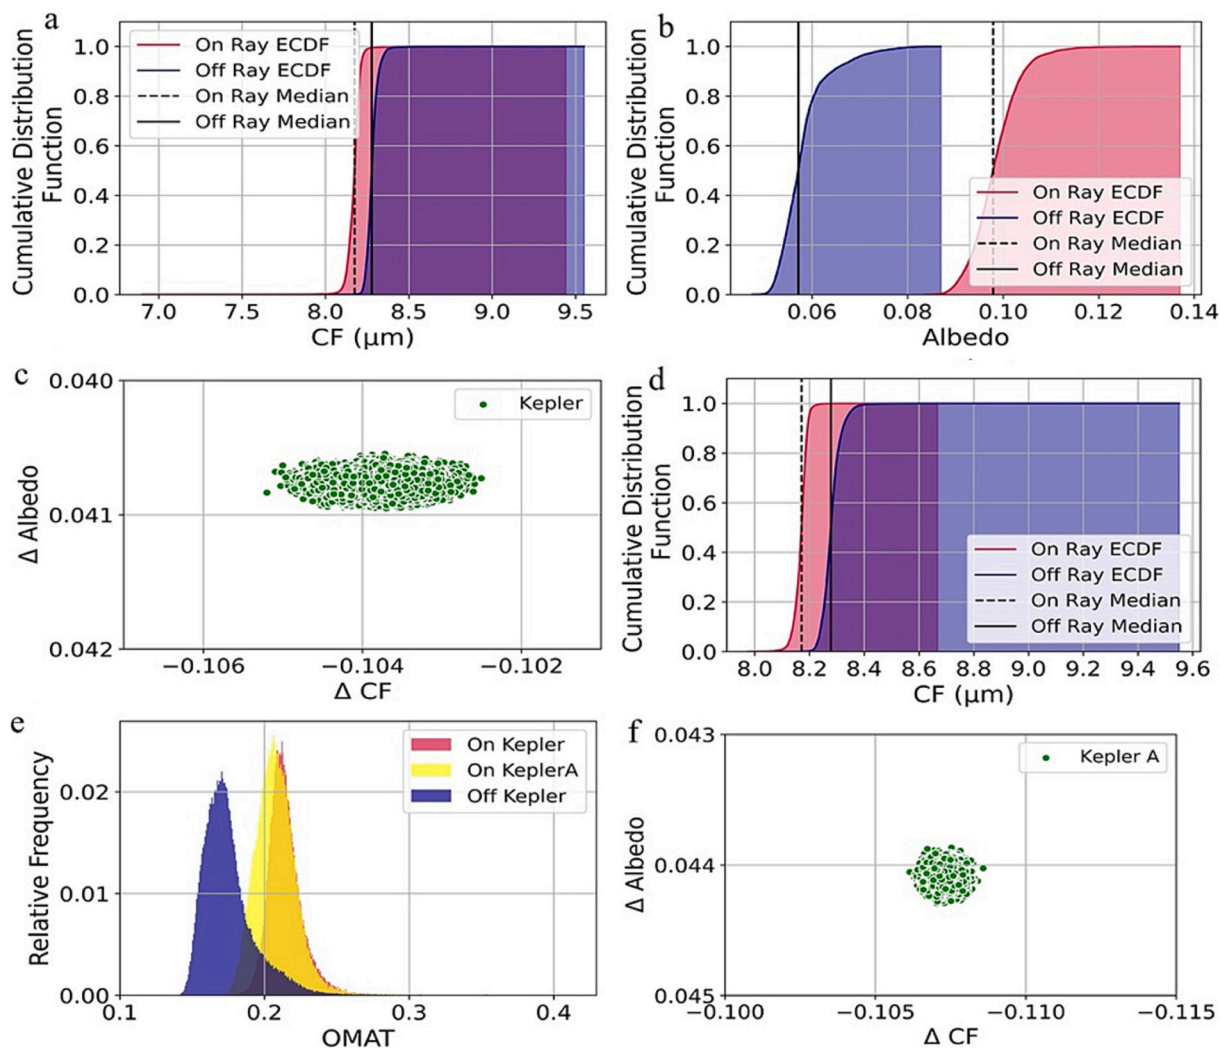 a
Cumulative Distribution
Function
1.0
0.8
0.6
0.4
0.2
0.0
On Ray ECDF
Off Ray ECDF
On Ray Median
Off Ray Median
7.0 7.5 8.0 8.5 9.0 9.5
CF (μm)
b
Cumulative Distribution
Function
1.0
0.8
0.6
0.4
0.2
0.0
On Ray ECDF
Off Ray ECDF
On Ray Median
Off Ray Median
0.06 0.08 0.10 0.12 0.14
Albedo
c
Δ Albedo
0.040
0.041
0.042
Kepler
−0.106 −0.104 −0.102
Δ CF
d
Cumulative Distribution
Function
1.0
0.8
0.6
0.4
0.2
0.0
On Ray ECDF
Off Ray ECDF
On Ray Median
Off Ray Median
8.0 8.2 8.4 8.6 8.8 9.0 9.2 9.4 9.6
CF (μm)
e
Relative Frequency
0.02
0.01
0.00
On Kepler
On KeplerA
Off Kepler
0.1 0.2 0.3 0.4
OMAT
f
Δ Albedo
0.043
0.044
0.045
Kepler A
−0.100 −0.105 −0.110 −0.115
Δ CF